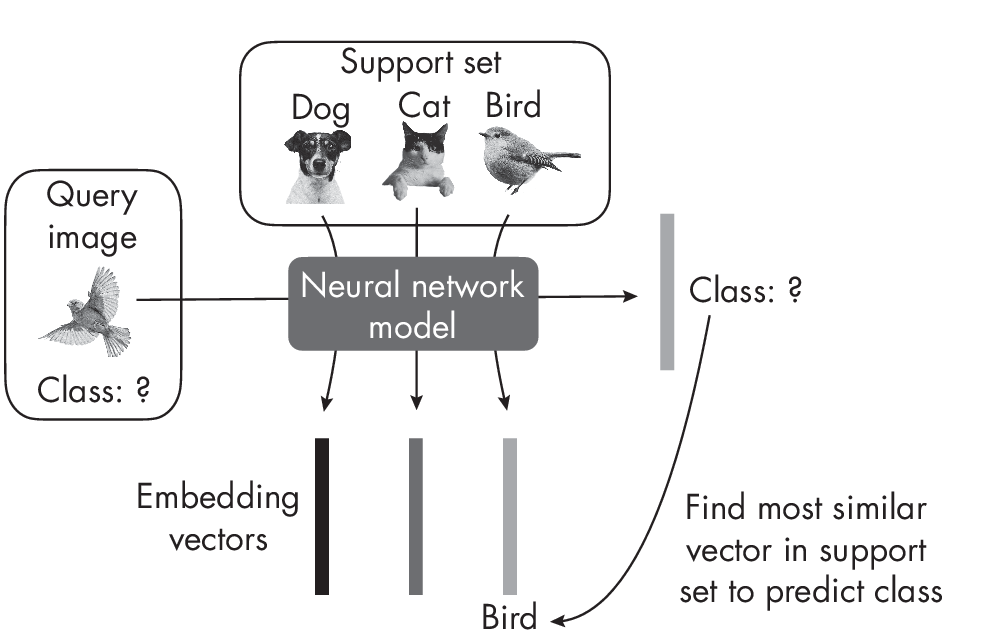 Support set
Dog Cat Bird
Query
image
Class: ?
Neural network
model
Class: ?
Embedding
vectors
Find most similar
vector in support
set to predict class
Bird